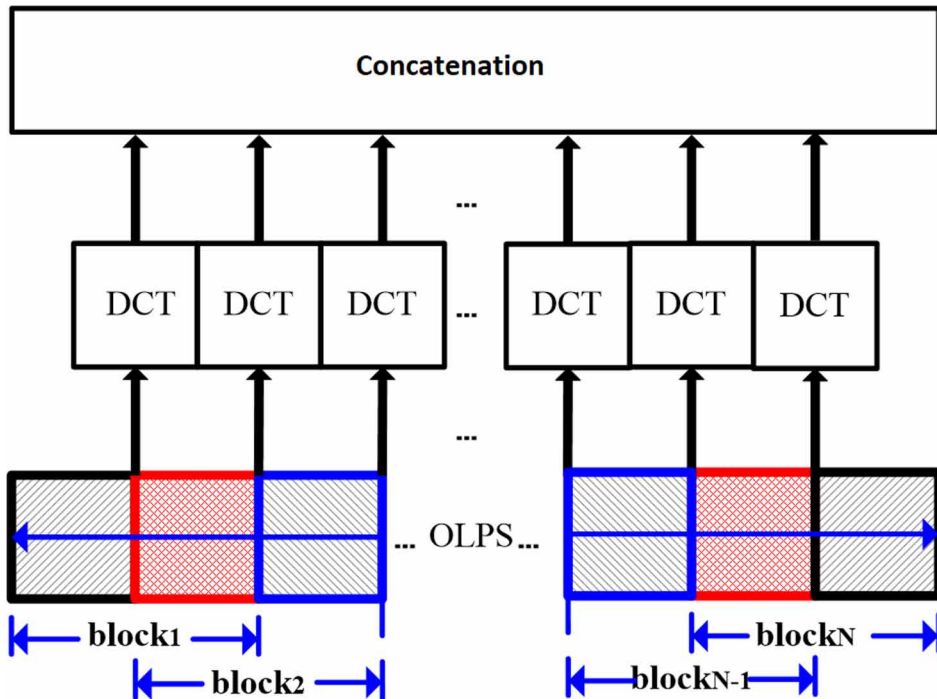 Concatenation
...
DCT DCT DCT ... DCT DCT DCT
...
... OLPS ...
block1 blockN
block2 blockN-1